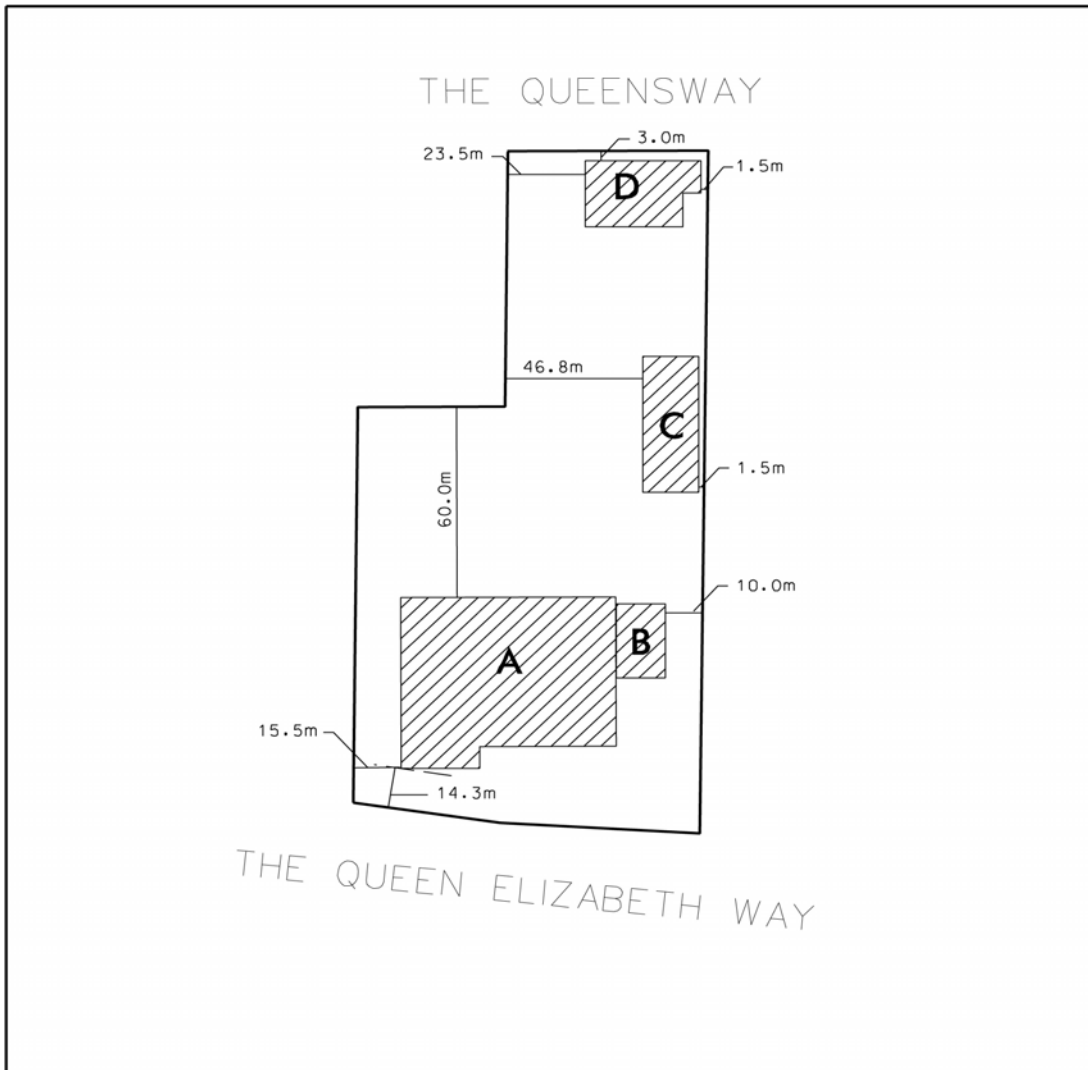 THE QUEENSWAY
3.0m
23.5m
1.5m
D
46.8m
C
1.5m
60.0m
10.0m
B
A
15.5m
14.3m
THE QUEEN ELIZABETH WAY